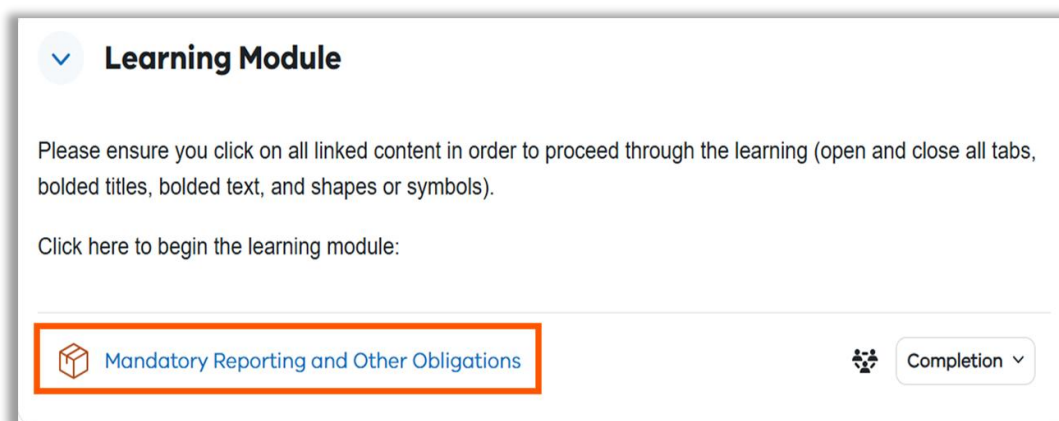 Learning Module
Please ensure you click on all linked content in order to proceed through the learning (open and close all tabs,
bolded titles, bolded text, and shapes or symbols).
Click here to begin the learning module:
Mandatory Reporting and Other Obligations
Completion